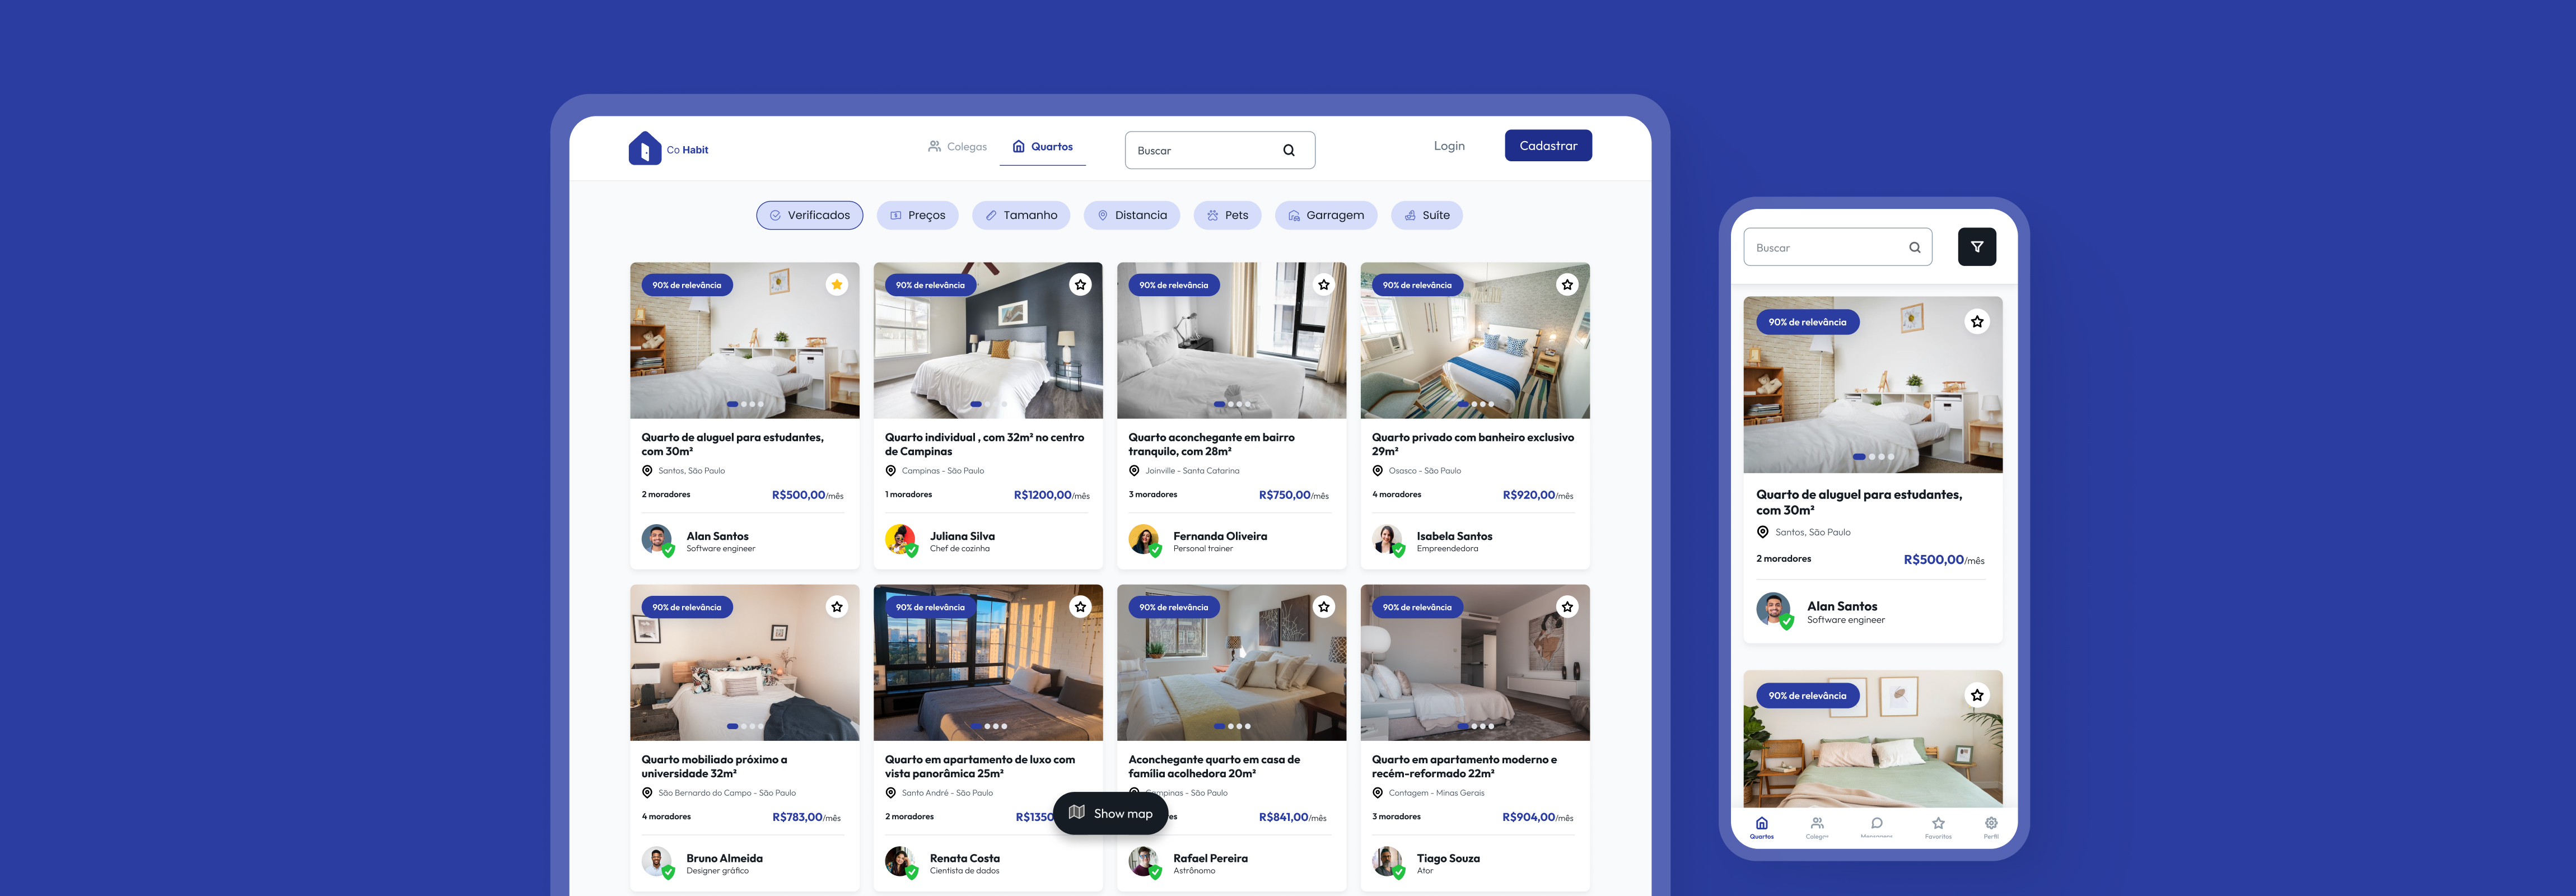 Co Habit
Colegas
Quartos
Buscar
Login
Cadastrar
Verificados
Preços
Tamanho
Distancia
Pets
Garragem
Suíte
90% de relevância
90% de relevância
90% de relevância
90% de relevância
Quarto de aluguel para estudantes,
com 30m²
Santos, São Paulo
2 moradores
R$500,00/mês
Alan Santos
Software engineer
Quarto individual , com 32m² no centro
de Campinas
Campinas - São Paulo
1 moradores
R$1200,00/mês
Juliana Silva
Chef de cozinha
Quarto aconchegante em bairro
tranquilo, com 28m²
Joinville - Santa Catarina
3 moradores
R$750,00/mês
Fernanda Oliveira
Personal trainer
Quarto privado com banheiro exclusivo
29m²
Osasco - São Paulo
4 moradores
R$920,00/mês
Isabela Santos
Empreendedora
90% de relevância
90% de relevância
90% de relevância
90% de relevância
Quarto mobiliado próximo a
universidade 32m²
São Bernardo do Campo - São Paulo
4 moradores
R$783,00/mês
Bruno Almeida
Designer gráfico
Quarto em apartamento de luxo com
vista panorâmica 25m²
Santo André - São Paulo
2 moradores
R$1350
Renata Costa
Cientista de dados
Aconchegante quarto em casa de
família acolhedora 20m²
Campinas - São Paulo
R$841,00/mês
Rafael Pereira
Astrônomo
Quarto em apartamento moderno e
recém-reformado 22m²
Contagem - Minas Gerais
3 moradores
R$904,00/mês
Tiago Souza
Ator
Show map
Buscar
90% de relevância
Quarto de aluguel para estudantes,
com 30m²
Santos, São Paulo
2 moradores
R$500,00/mês
Alan Santos
Software engineer
90% de relevância
Quartos
Colegas
Favoritos
Perfil